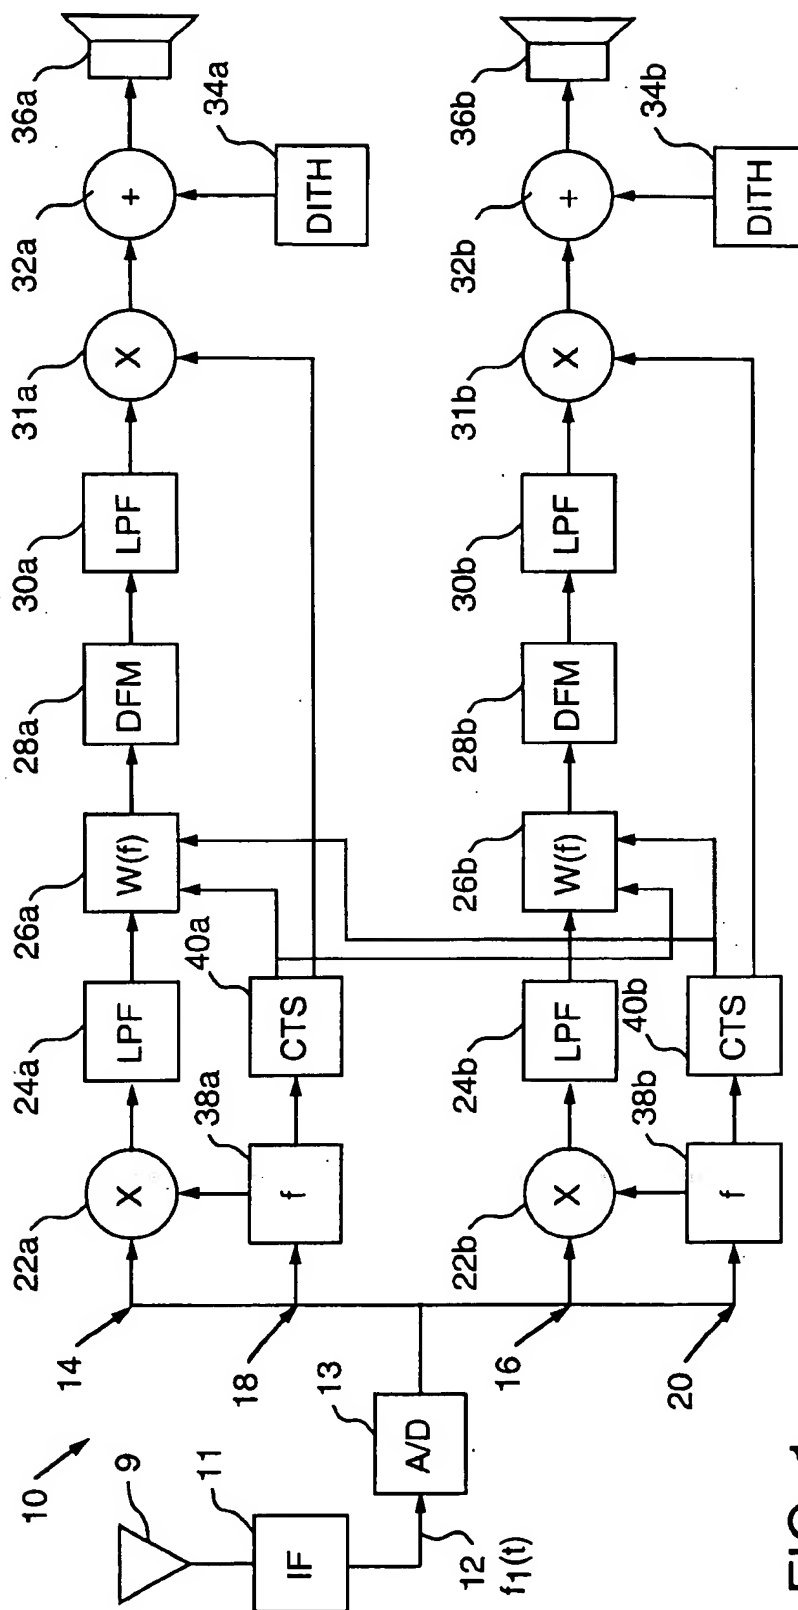 36a
34a
32a
+
DITH
31a
X
30a
LPF
28a
DFM
26a
W(f)
24a
LPF
40a
CTS
22a
X
38a
f
14
18
36b
34b
32b
+
DITH
31b
X
30b
LPF
28b
DFM
26b
W(f)
24b
LPF
40b
CTS
22b
X
38b
f
16
20
10
9
11
IF
13
A/D
12
f1(t)
FIG. 1